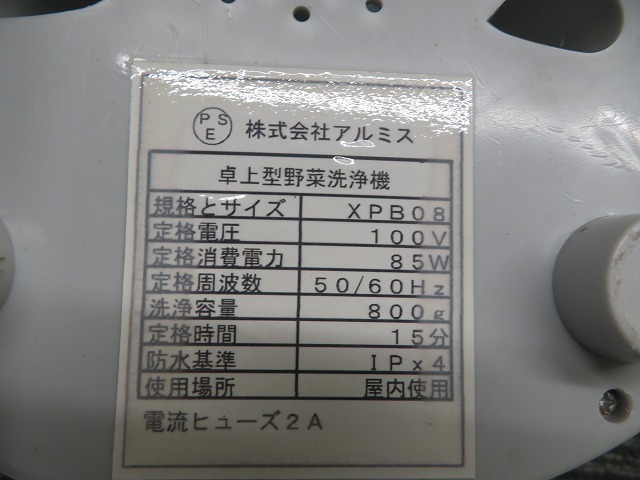 PSE 株式会社アルミス
卓上型野菜洗浄機
規格とサイズ XPB08
定格電圧 100V
定格消費電力 85W
定格周波数 50/60Hz
洗浄容量 800g
定格時間 15分
防水基準 IPx4
使用場所 屋内使用
電流ヒューズ2A